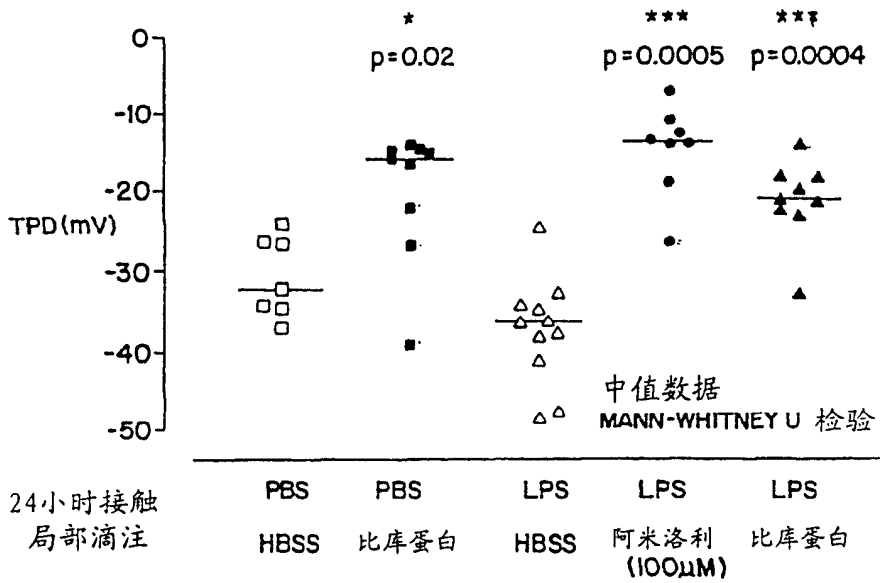 * *** ***
0 p=0.02 p=0.0005 p=0.0004
-10
-20
TPD(mV)
-30
-40
中值数据
MANN-WHITNEY U 检验
-50
24小时接触 PBS PBS LPS LPS LPS
局部滴注 HBSS 比库蛋白 HBSS 阿米洛利 比库蛋白
(100μM)